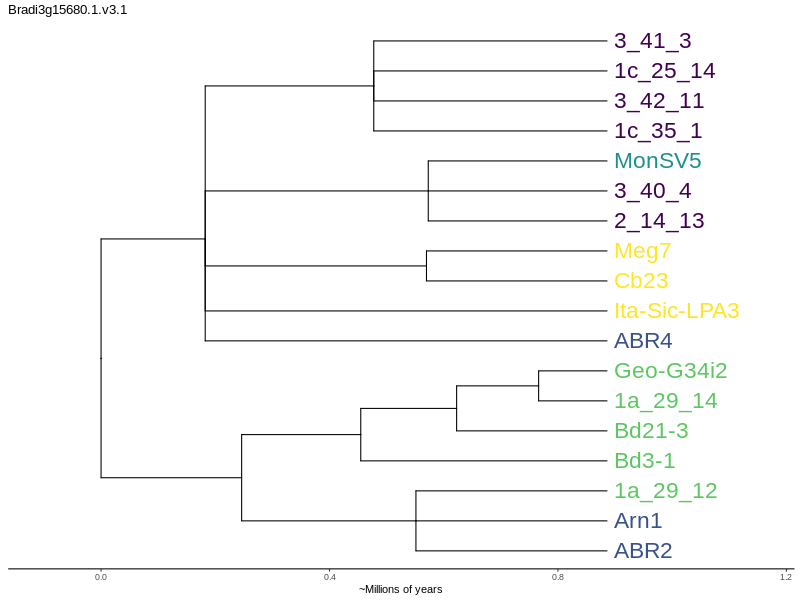 Bradi3g15680.1.v3.1
3_41_3
1c_25_14
3_42_11
1c_35_1
MonSV5
3_40_4
2_14_13
Meg7
Cb23
Ita-Sic-LPA3
ABR4
Geo-G34i2
1a_29_14
Bd21-3
Bd3-1
1a_29_12
Arn1
ABR2
0.0 0.4 0.8 1.2
~Millions of years